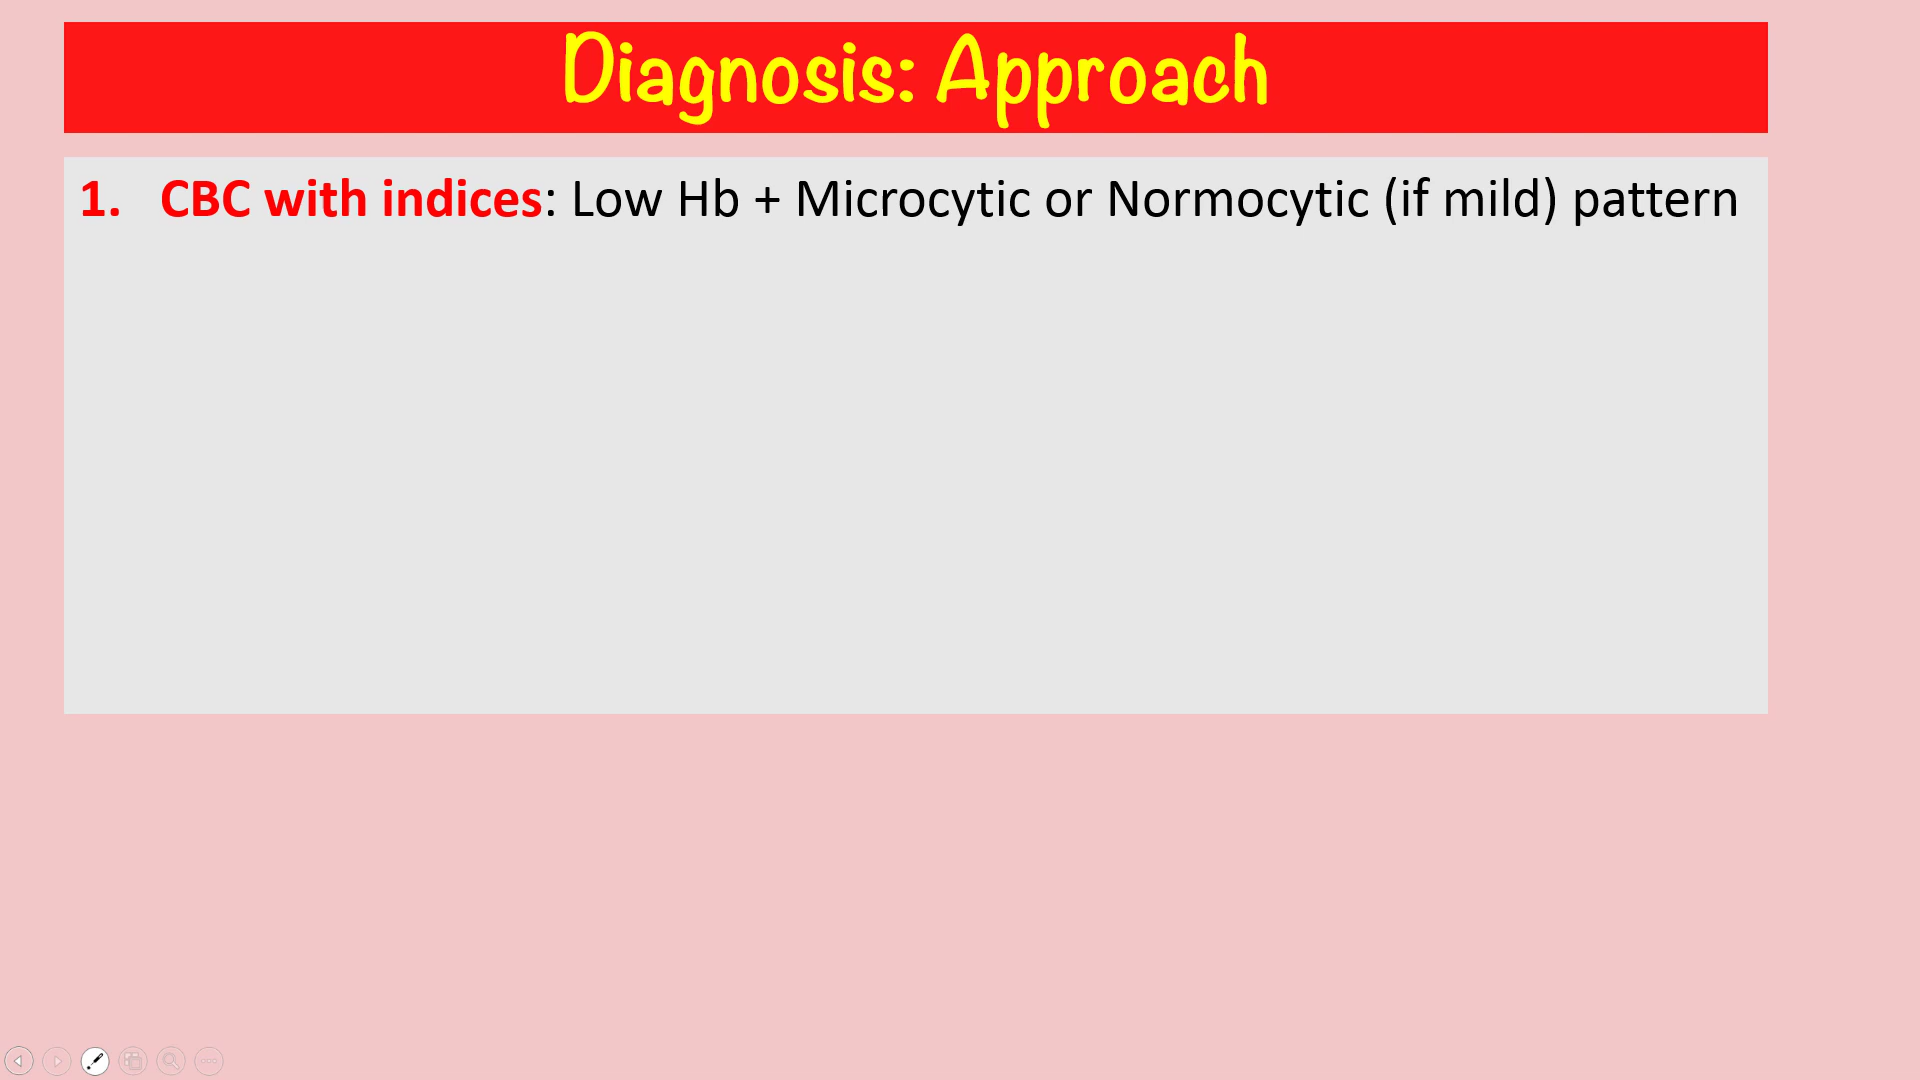 Diagnosis: Approach
1. CBC with indices: Low Hb + Microcytic or Normocytic (if mild) pattern